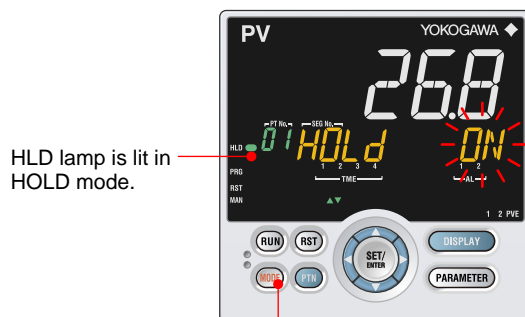 PV YOKOGAWA
26.8
PT No. SEG No.
HLD 01 HOLd ON
HLD lamp is lit in
HOLD mode.
1 2 3 4 1 2
PRG TME AL
RST
MAN
1 2 PVE
RUN RST SET/ DISPLAY
ENTER
MODE PTN PARAMETER